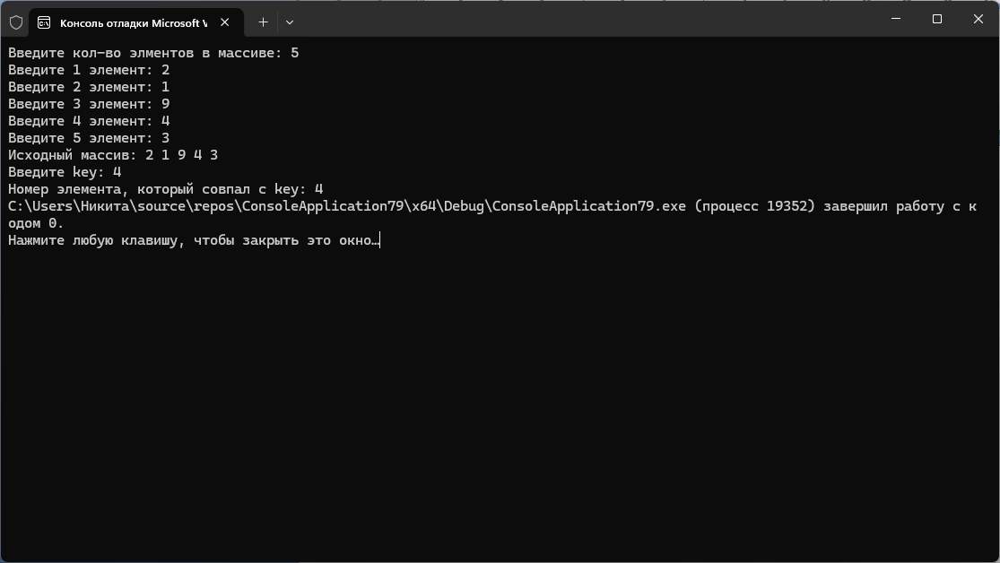 Консоль отладки Microsoft V
Введите кол-во элментов в массиве: 5
Введите 1 элемент: 2
Введите 2 элемент: 1
Введите 3 элемент: 9
Введите 4 элемент: 4
Введите 5 элемент: 3
Исходный массив: 2 1 9 4 3
Введите key: 4
Номер элемента, который совпал с key: 4
C:\Users\Никита\source\repos\ConsoleApplication79\x64\Debug\ConsoleApplication79.exe (процесс 19352) завершил работу с к
одом 0.
Нажмите любую клавишу, чтобы закрыть это окно…